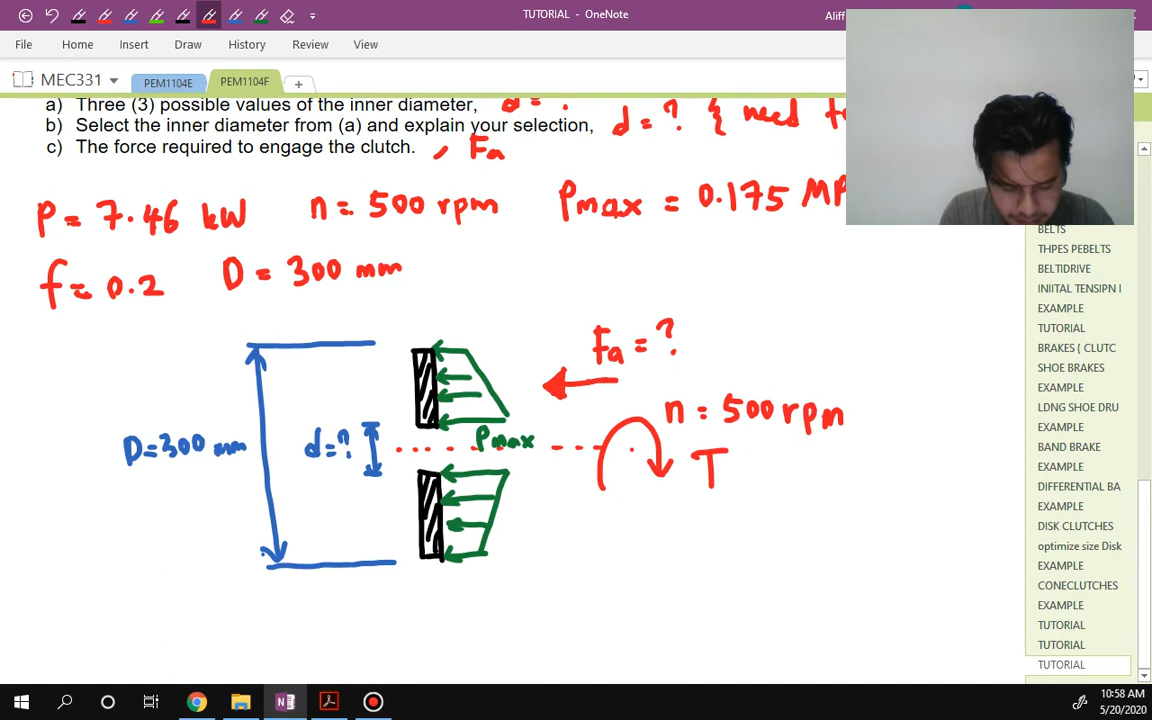 TUTORIAL - OneNote
Aliff
File Home Insert Draw History Review View
MEC331
PEM1104E
PEM1104F
a) Three (3) possible values of the inner diameter, d= .
b) Select the inner diameter from (a) and explain your selection, d = ? { need
c) The force required to engage the clutch. Fa
P = 7.46 kW n = 500 rpm Pmax = 0.175 MP
f = 0.2 D = 300 mm
Fa = ?
n = 500 rpm
D=300 mm d=? Pmax T
BELTS
THPES PEBELTS
BELTIDRIVE
INIITAL TENSIPN I
EXAMPLE
TUTORIAL
BRAKES { CLUTC
SHOE BRAKES
EXAMPLE
LDNG SHOE DRU
EXAMPLE
BAND BRAKE
EXAMPLE
DIFFERENTIAL BA
EXAMPLE
DISK CLUTCHES
optimize size Disk
EXAMPLE
CONECLUTCHES
EXAMPLE
TUTORIAL
TUTORIAL
TUTORIAL
10:58 AM
5/20/2020